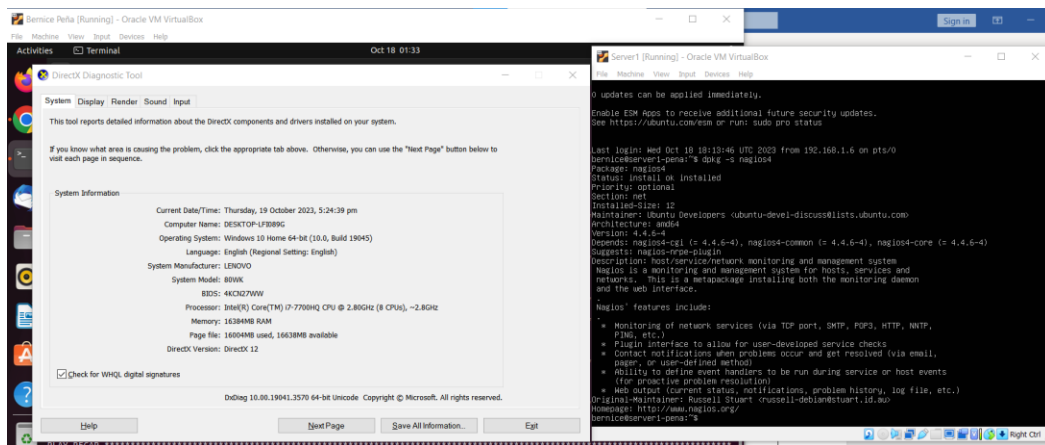 Bernice Peña [Running] - Oracle VM VirtualBox
File Machine View Input Devices Help
Activities Terminal Oct 18 01:33
DirectX Diagnostic Tool
System Display Render Sound Input
This tool reports detailed information about the DirectX components and drivers installed on your system.
If you know what area is causing the problem, click the appropriate tab above. Otherwise, you can use the "Next Page" button below to
visit each page in sequence.
System Information
Current Date/Time: Thursday, 19 October 2023, 5:24:39 pm
Computer Name: DESKTOP-LFI089G
Operating System: Windows 10 Home 64-bit (10.0, Build 19045)
Language: English (Regional Setting: English)
System Manufacturer: LENOVO
System Model: 80WK
BIOS: 4KCN27WW
Processor: Intel(R) Core(TM) i7-7700HQ CPU @ 2.80GHz (8 CPUs), ~2.8GHz
Memory: 16384MB RAM
Page file: 16004MB used, 16638MB available
DirectX Version: DirectX 12
Check for WHQL digital signatures
DxDiag 10.00.19041.3570 64-bit Unicode Copyright © Microsoft. All rights reserved.
Help Next Page Save All Information... Exit
Sign in
Server1 [Running] - Oracle VM VirtualBox
File Machine View Input Devices Help
0 updates can be applied immediately.
Enable ESM Apps to receive additional future security updates.
See https://ubuntu.com/esm or run: sudo pro status
Last login: Wed Oct 18 18:13:46 UTC 2023 from 192.168.1.6 on pts/0
bernice@server1-pena:~$ dpkg -s nagios4
Package: nagios4
Status: install ok installed
Priority: optional
Section: net
Installed-Size: 12
Maintainer: Ubuntu Developers <ubuntu-devel-discuss@lists.ubuntu.com>
Architecture: amd64
Version: 4.4.6-4
Depends: nagios4-cgi (= 4.4.6-4), nagios4-common (= 4.4.6-4), nagios4-core (= 4.4.6-4)
Suggests: nagios-nrpe-plugin
Description: host/service/network monitoring and management system
Nagios is a monitoring and management system for hosts, services and
networks. This is a metapackage installing both the monitoring daemon
and the web interface.
.
Nagios' features include:
.
* Monitoring of network services (via TCP port, SMTP, POP3, HTTP, NNTP,
PING, etc.)
* Plugin interface to allow for user-developed service checks
* Contact notifications when problems occur and get resolved (via email,
pager, or user-defined method)
* Ability to define event handlers to be run during service or host events
(for proactive problem resolution)
* Web output (current status, notifications, problem history, log file, etc.)
Original-Maintainer: Russell Stuart <russell-debian@stuart.id.au>
Homepage: http://www.nagios.org/
bernice@server1-pena:~$
Right Ctrl